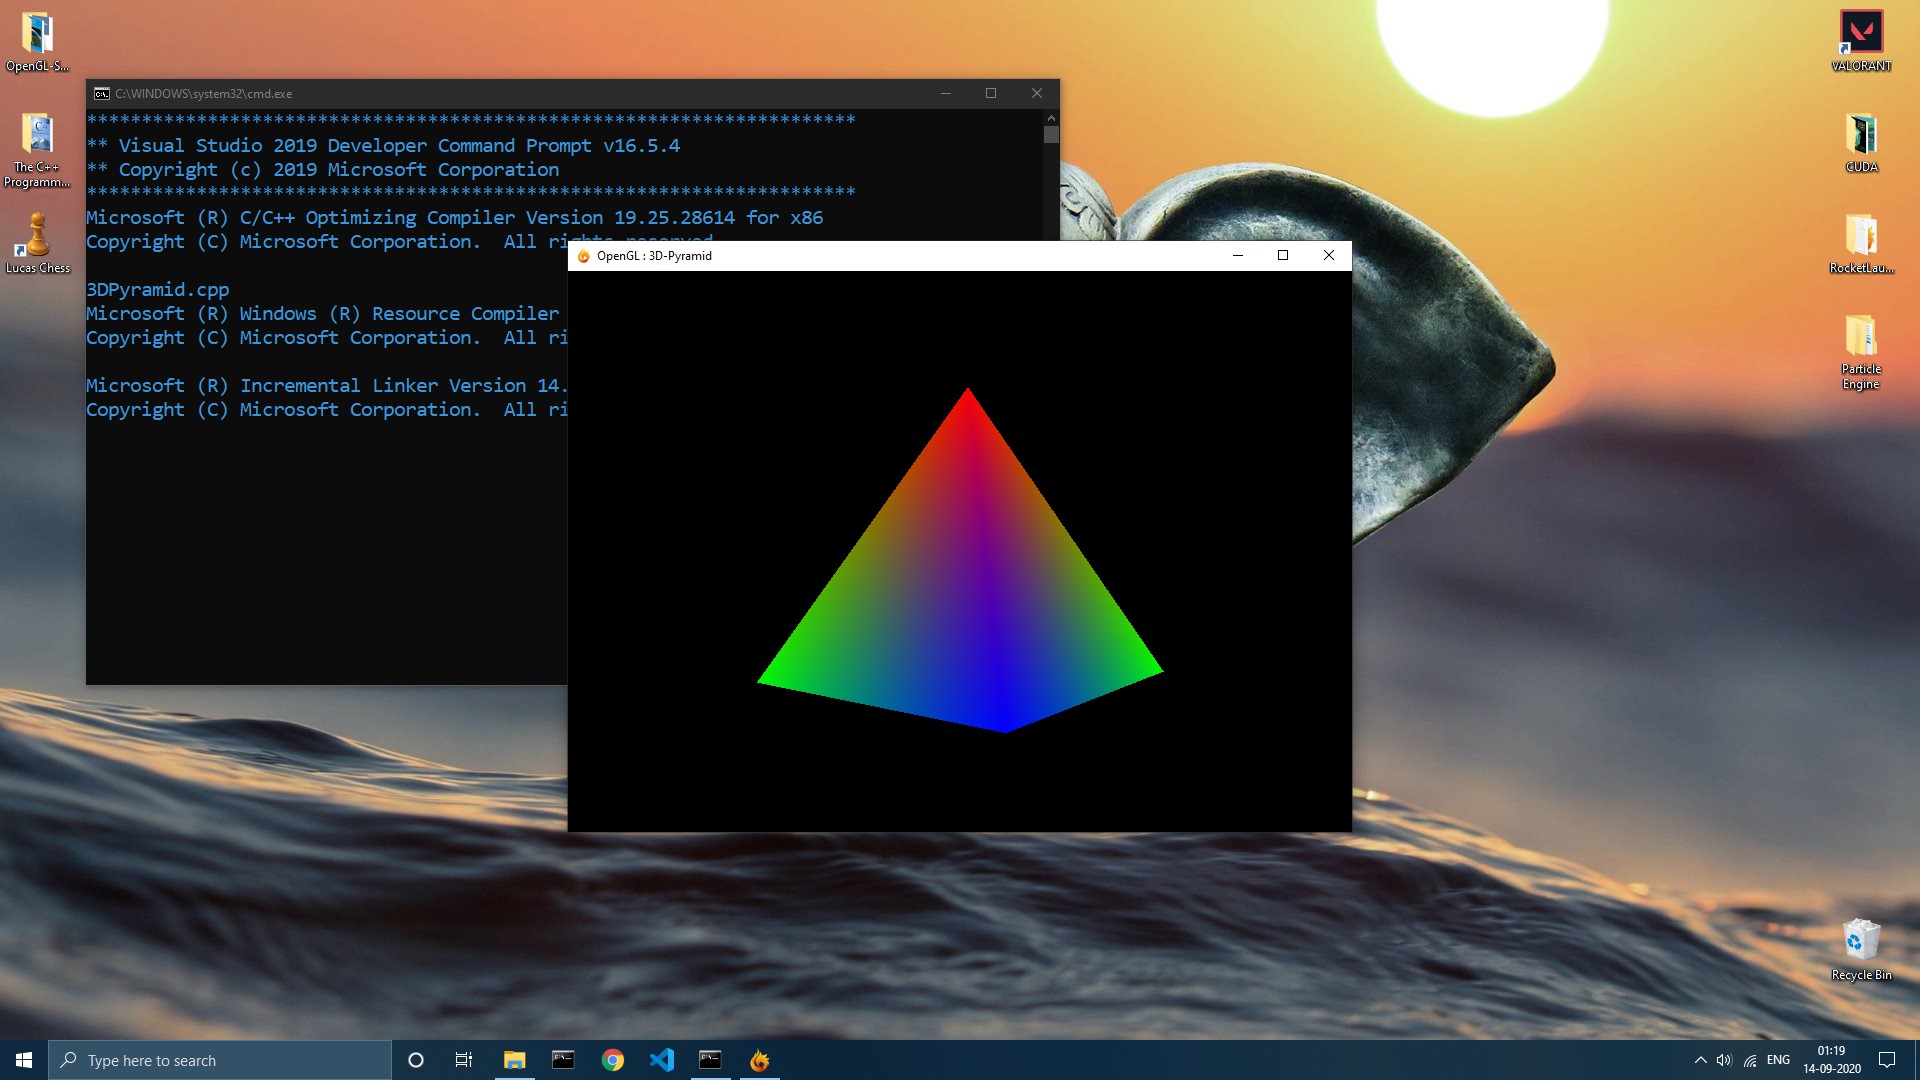 OpenGL-S...
The C++
Programm...
Lucas Chess
C:\WINDOWS\system32\cmd.exe
**********************************************************************
** Visual Studio 2019 Developer Command Prompt v16.5.4
** Copyright (c) 2019 Microsoft Corporation
**********************************************************************
Microsoft (R) C/C++ Optimizing Compiler Version 19.25.28614 for x86
Copyright (C) Microsoft Corporation.  All rights reserved.
3DPyramid.cpp
Microsoft (R) Windows (R) Resource Compiler
Copyright (C) Microsoft Corporation.  All ri
Microsoft (R) Incremental Linker Version 14.
Copyright (C) Microsoft Corporation.  All ri
OpenGL : 3D-Pyramid
VALORANT
CUDA
RocketLau...
Particle
Engine
Recycle Bin
Type here to search
ENG
01:19
14-09-2020